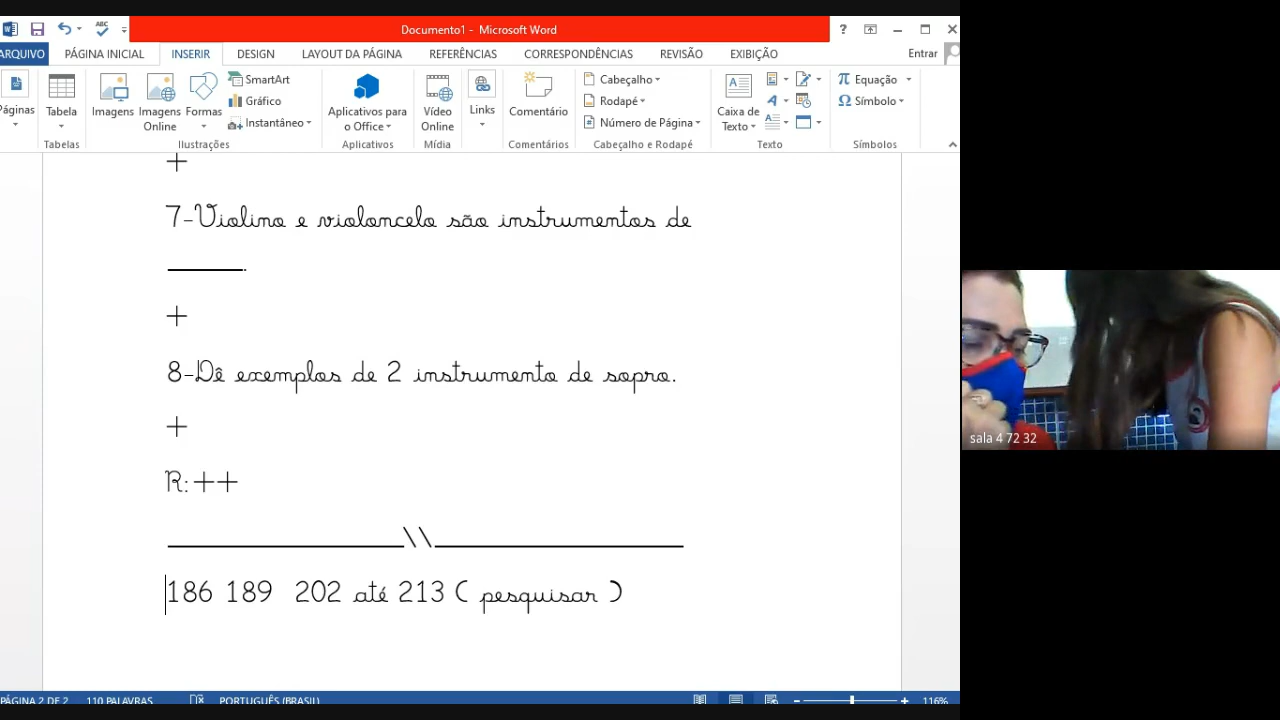 Documento1 - Microsoft Word
Entrar
ARQUIVO PÁGINA INICIAL INSERIR DESIGN LAYOUT DA PÁGINA REFERÊNCIAS CORRESPONDÊNCIAS REVISÃO EXIBIÇÃO
Páginas
Tabela
Tabelas
Imagens
Imagens Online
Formas
SmartArt
Gráfico
Instantâneo
Ilustrações
Aplicativos para o Office
Aplicativos
Vídeo Online
Mídia
Links
Comentário
Comentários
Cabeçalho
Rodapé
Número de Página
Cabeçalho e Rodapé
Caixa de Texto
Texto
Equação
Símbolo
Símbolos
+
7-Violino e violoncelo são instrumentos de
______.
+
8-Dê exemplos de 2 instrumento de sopro.
+
R:++
___________________\\____________________
186 189 202 até 213 ( pesquisar )
sala 4 72 32
PÁGINA 2 DE 2 110 PALAVRAS PORTUGUÊS (BRASIL) 116%